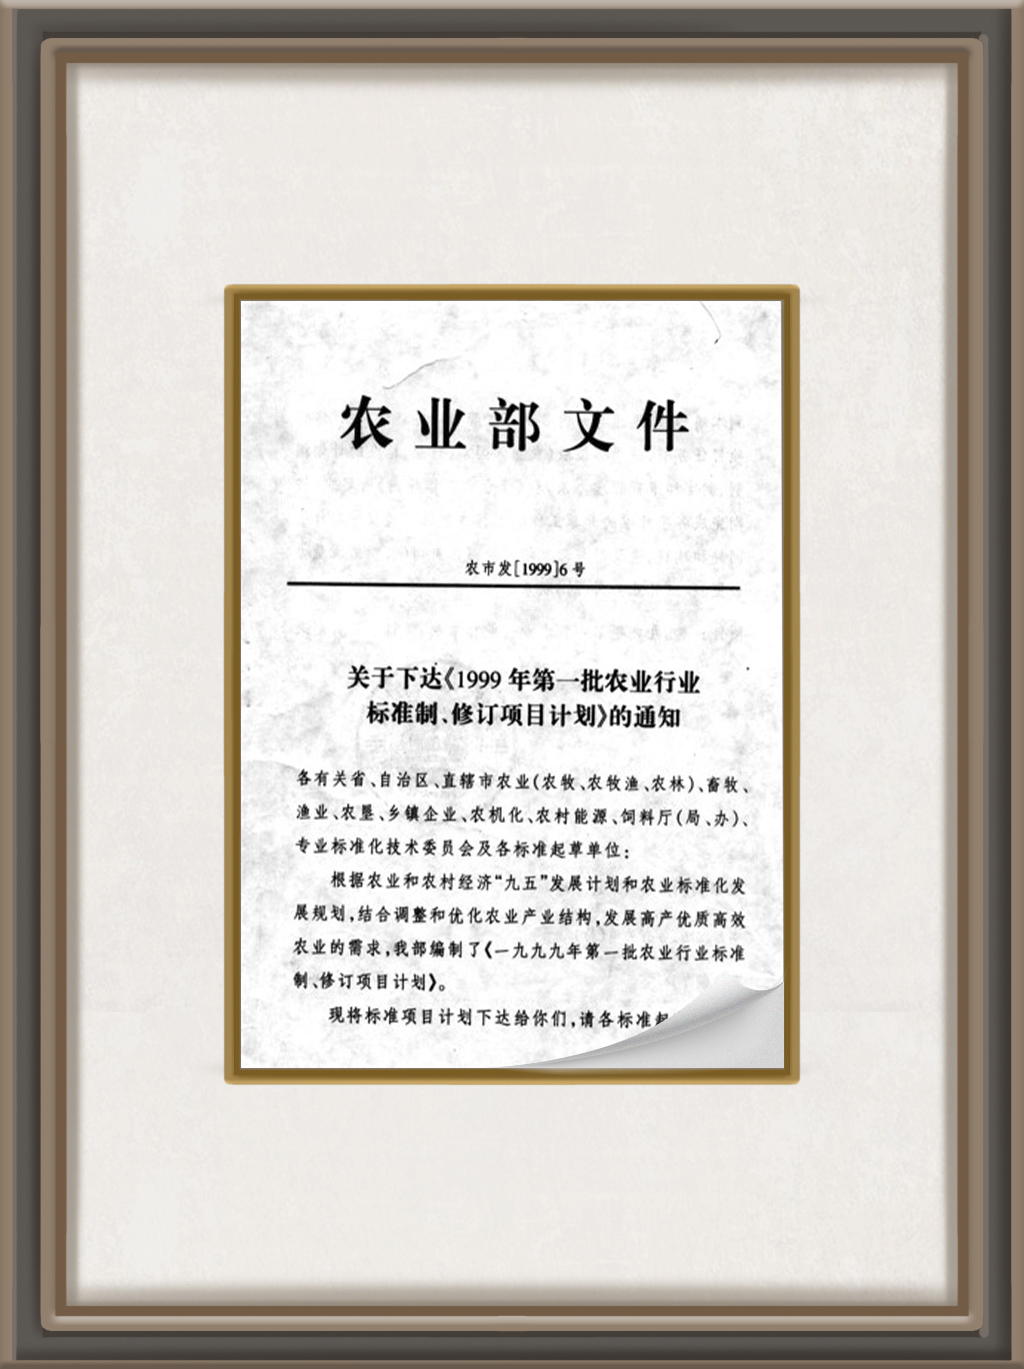 农业部文件
农市发[1999]6号
关于下达《1999年第一批农业行业
标准制、修订项目计划》的通知
各有关省、自治区、直辖市农业(农牧、农牧渔、农林)、畜牧、
渔业、农垦、乡镇企业、农机化、农村能源、饲料厅(局、办)、
专业标准化技术委员会及各标准起草单位:
根据农业和农村经济“九五”发展计划和农业标准化发
展规划,结合调整和优化农业产业结构,发展高产优质高效
农业的需求,我部编制了《一九九九年第一批农业行业标准
制、修订项目计划》。
现将标准项目计划下达给你们,请各标准